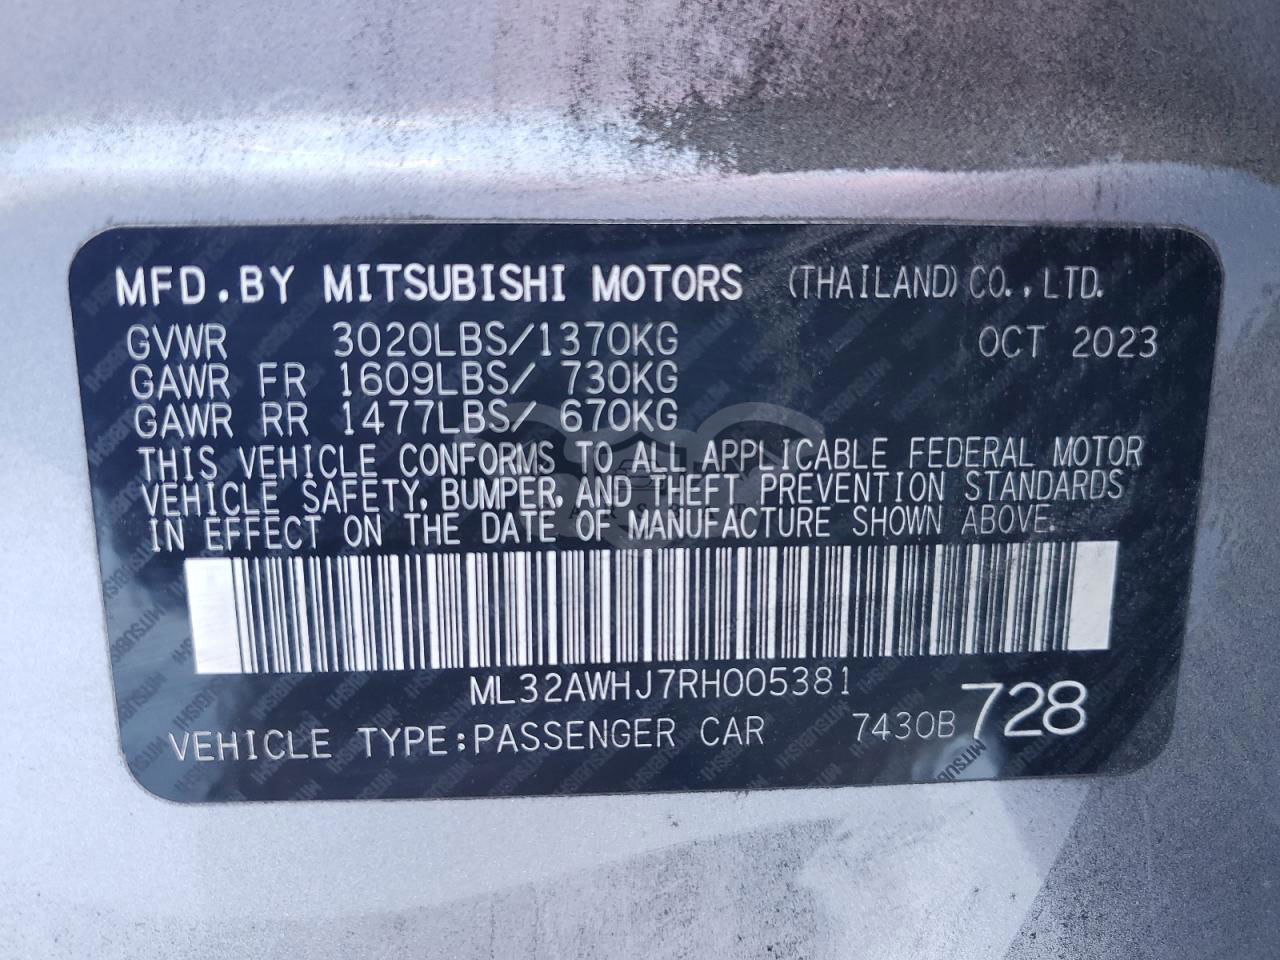 MFD.BY MITSUBISHI MOTORS (THAILAND) CO.,LTD.
GVWR 3020LBS/1370KG OCT 2023
GAWR FR 1609LBS/ 730KG
GAWR RR 1477LBS/ 670KG
THIS VEHICLE CONFORMS TO ALL APPLICABLE FEDERAL MOTOR
VEHICLE SAFETY, BUMPER, AND THEFT PREVENTION STANDARDS
IN EFFECT ON THE DATE OF MANUFACTURE SHOWN ABOVE.
ML32AWHJ7RH005381
VEHICLE TYPE:PASSENGER CAR 7430B 728